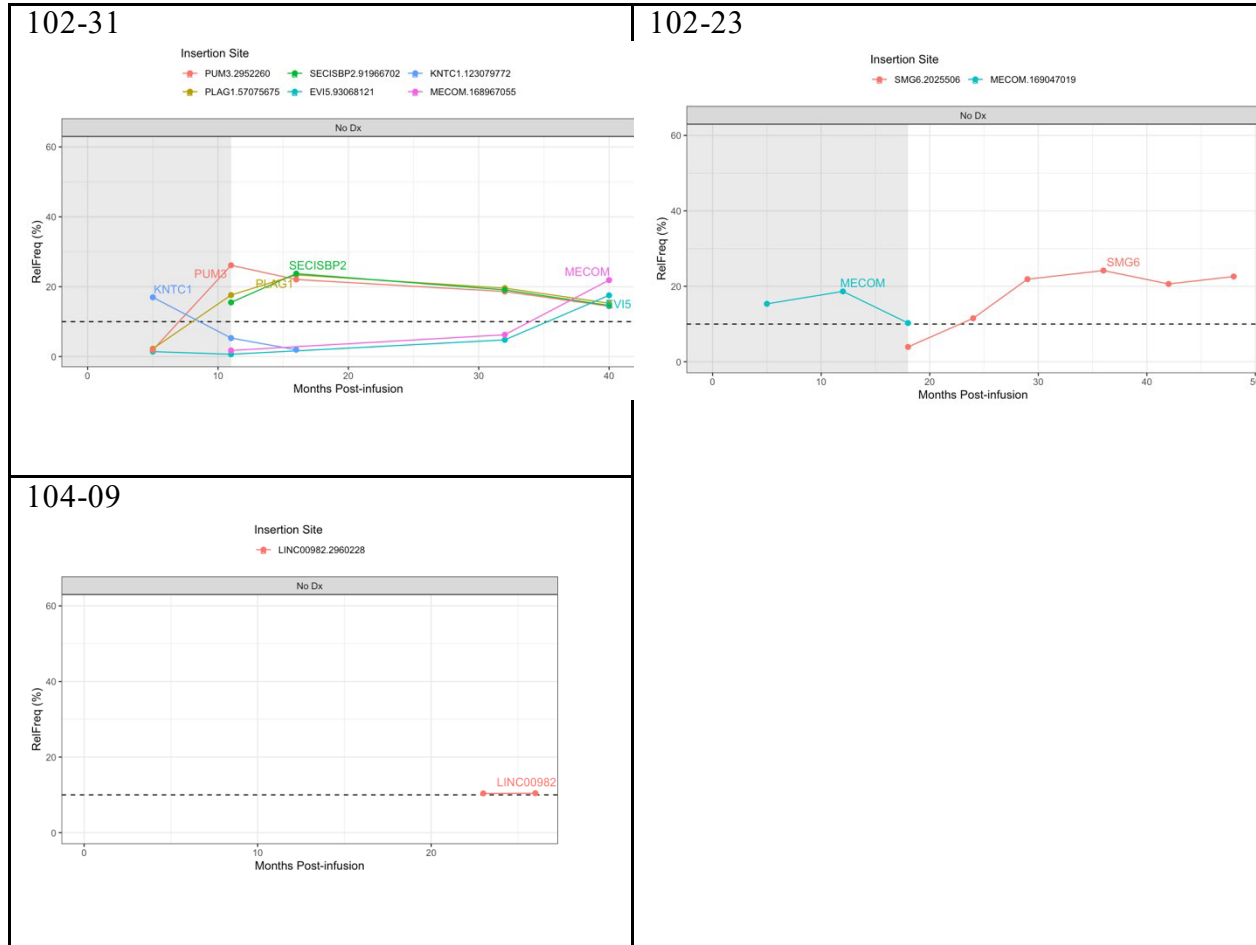 102-31
Insertion Site
PUM3.2952260 SECISBP2.91966702 KNTC1.123079772
PLAG1.57075675 EVI5.93068121 MECOM.168967055
No Dx
60
40
20
0
RelFreq (%)
KNTC1
PUM3
PLAG1
SECISBP2
MECOM
VI5
0 10 20 30 40
Months Post-infusion
102-23
Insertion Site
SMG6.2025506 MECOM.169047019
No Dx
60
40
20
0
RelFreq (%)
MECOM
SMG6
0 10 20 30 40 50
Months Post-infusion
104-09
Insertion Site
LINC00982.2960228
No Dx
60
40
20
0
RelFreq (%)
LINC00982
0 10 20
Months Post-infusion